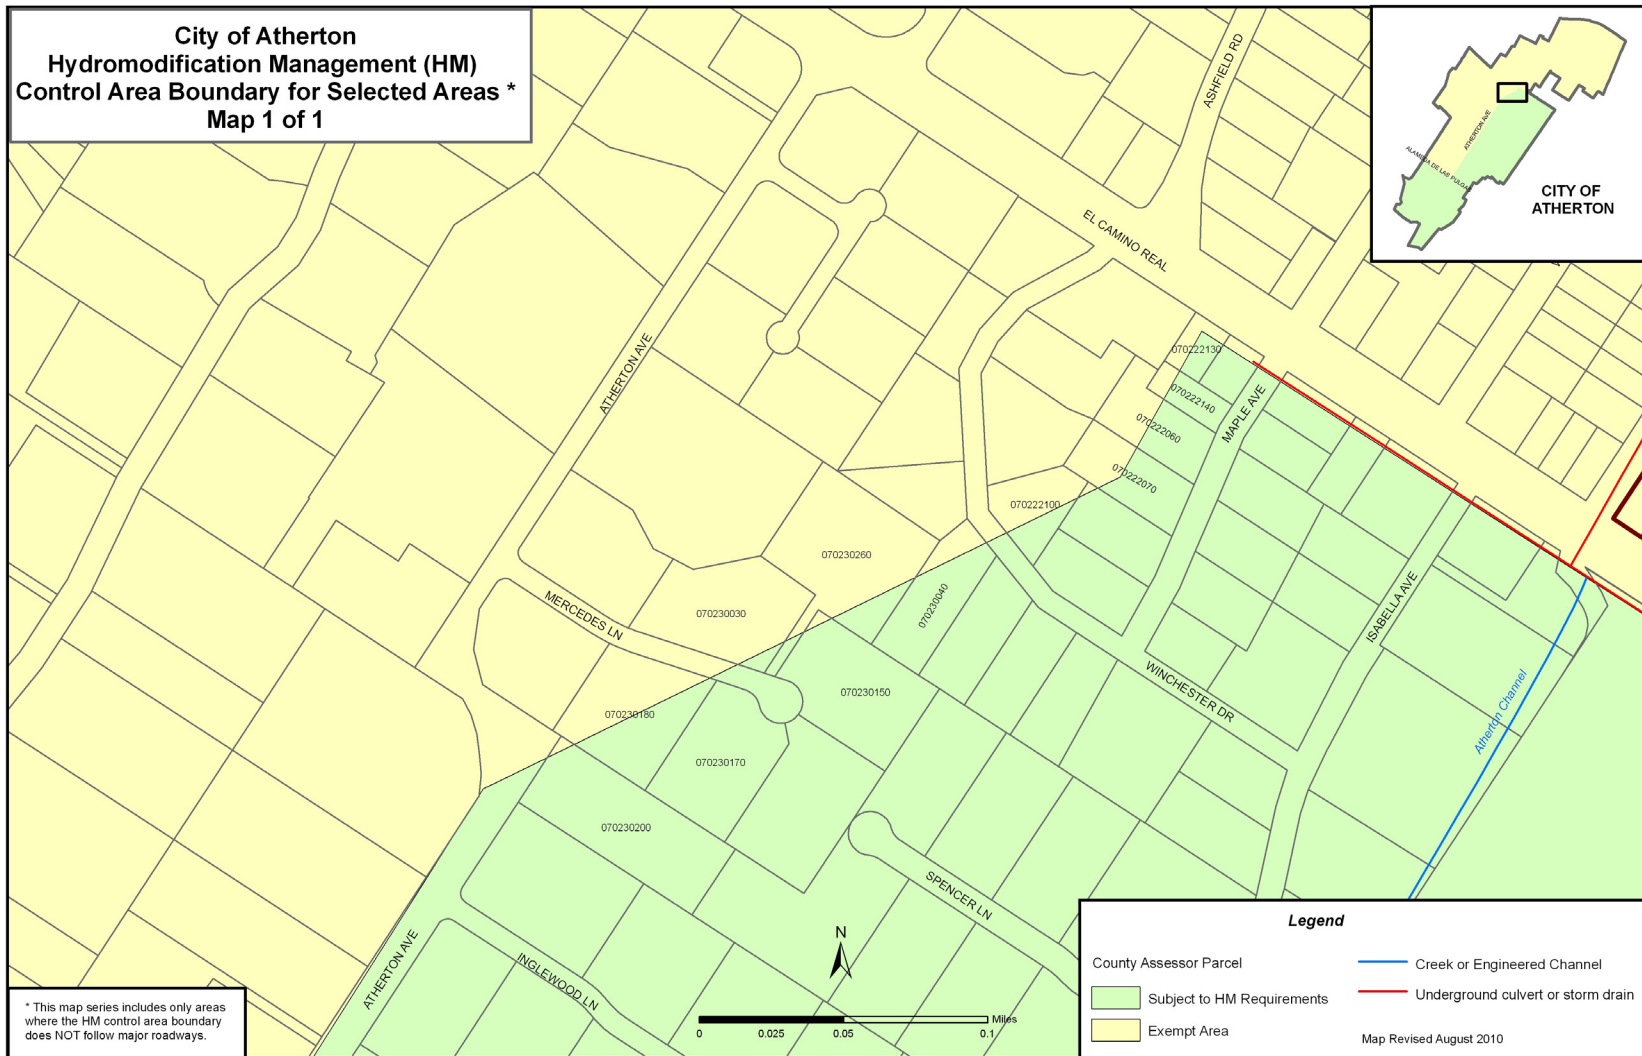 City of Atherton
Hydromodification Management (HM)
Control Area Boundary for Selected Areas *
Map 1 of 1
ASHFIELD RD
ATHERTON AVE
ALAMEDA DE LAS PULGAS
CITY OF
ATHERTON
EL CAMINO REAL
ATHERTON AVE
070222130
070222140
MAPLE AVE
070222060
070222070
070222100
070230260
MERCEDES LN
070230030
070230040
ISABELLA AVE
WINCHESTER DR
070230150
070230180
Atherton Channel
070230170
070230200
SPENCER LN
ATHERTON AVE
INGLEWOOD LN
N
Miles
0 0.025 0.05 0.1
* This map series includes only areas
where the HM control area boundary
does NOT follow major roadways.
Legend
County Assessor Parcel
Subject to HM Requirements
Exempt Area
Creek or Engineered Channel
Underground culvert or storm drain
Map Revised August 2010